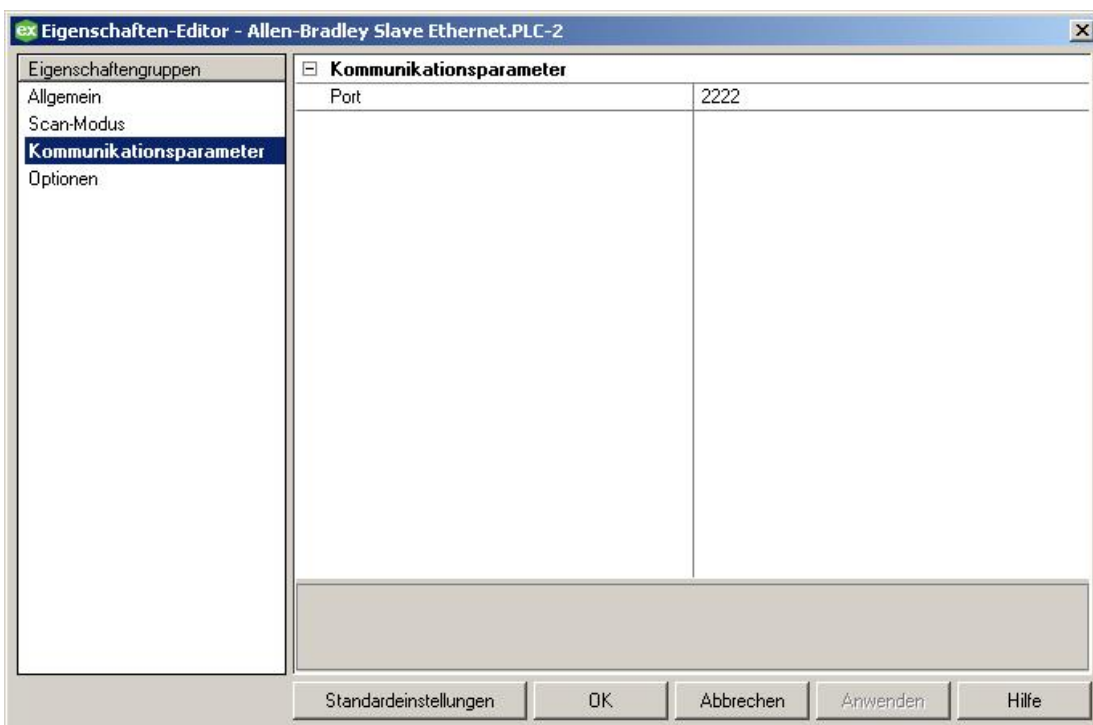 ex Eigenschaften-Editor - Allen-Bradley Slave Ethernet.PLC-2
Eigenschaftengruppen
Allgemein
Scan-Modus
Kommunikationsparameter
Optionen
Kommunikationsparameter
Port 2222
Standardeinstellungen OK Abbrechen Anwenden Hilfe